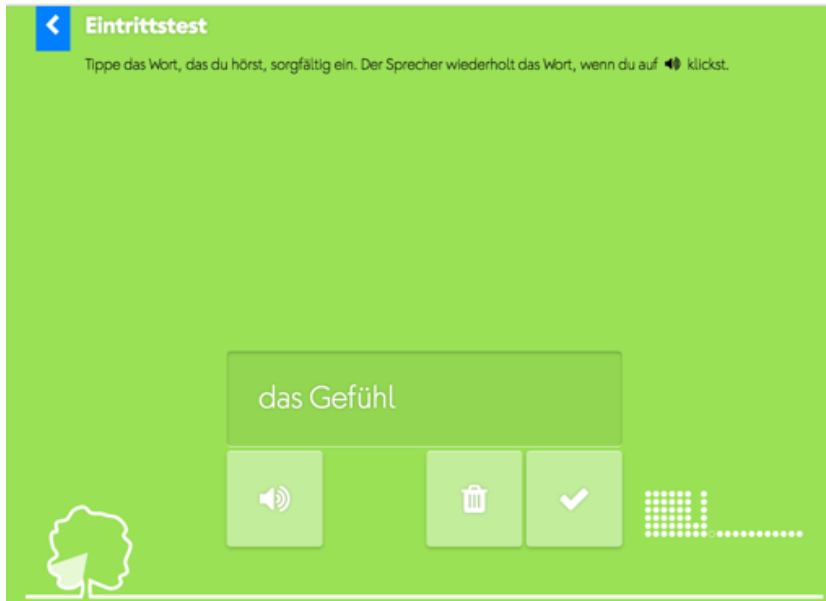 Eintrittstest
Tippe das Wort, das du hörst, sorgfältig ein. Der Sprecher wiederholt das Wort, wenn du auf klickst.
das Gefühl